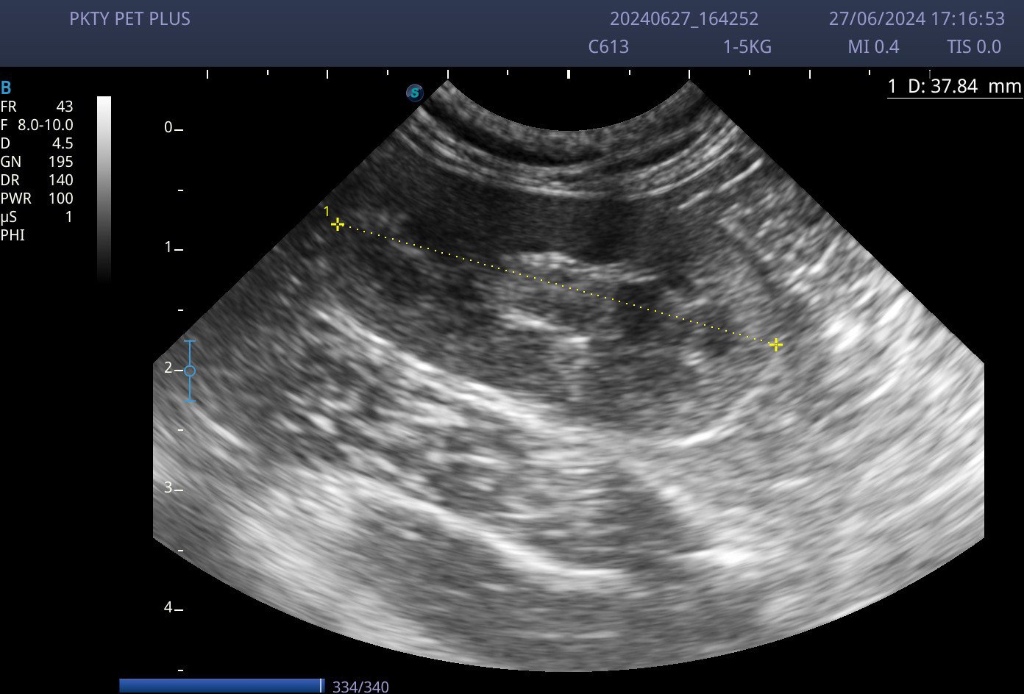 PKTY PET PLUS
20240627_164252 27/06/2024 17:16:53
C613 1-5KG MI 0.4 TIS 0.0
B
S
1 D: 37.84 mm
FR 43
F 8.0-10.0
D 4.5
GN 195
DR 140
PWR 100
µS 1
PHI
0
1
1
2
3
4
334/340